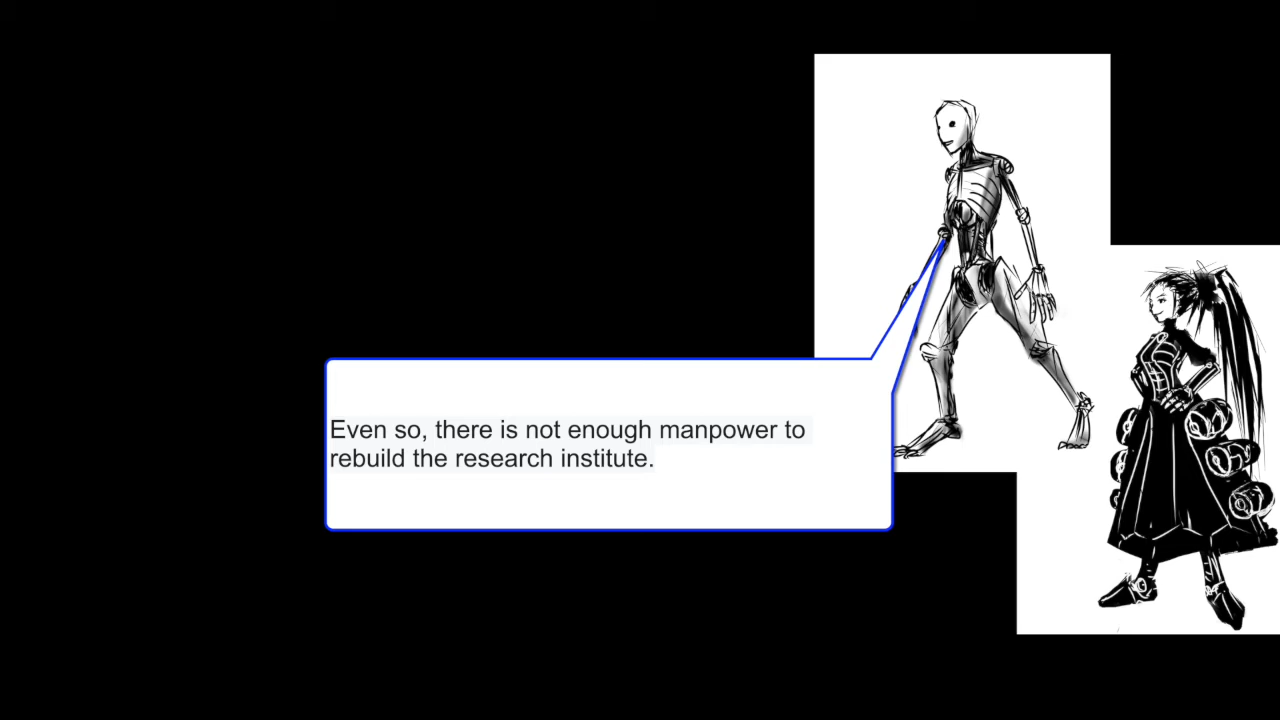 Even so, there is not enough manpower to
rebuild the research institute.